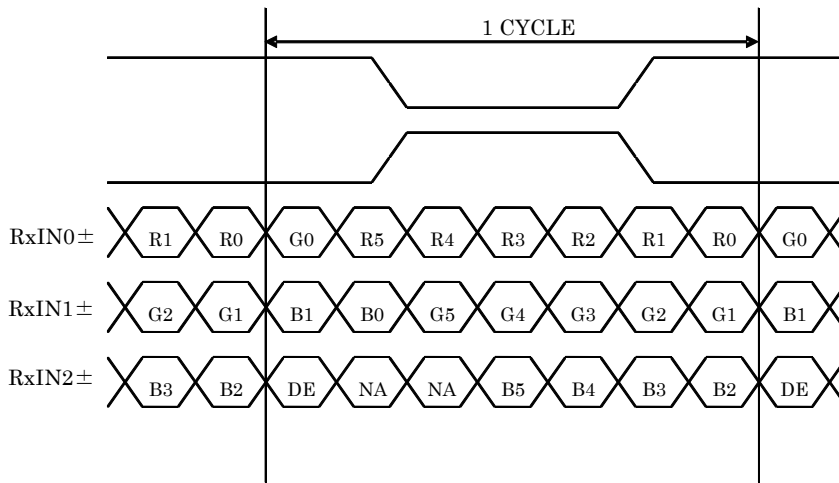 1 CYCLE
RxIN0± R1 R0 G0 R5 R4 R3 R2 R1 R0 G0
RxIN1± G2 G1 B1 B0 G5 G4 G3 G2 G1 B1
RxIN2± B3 B2 DE NA NA B5 B4 B3 B2 DE